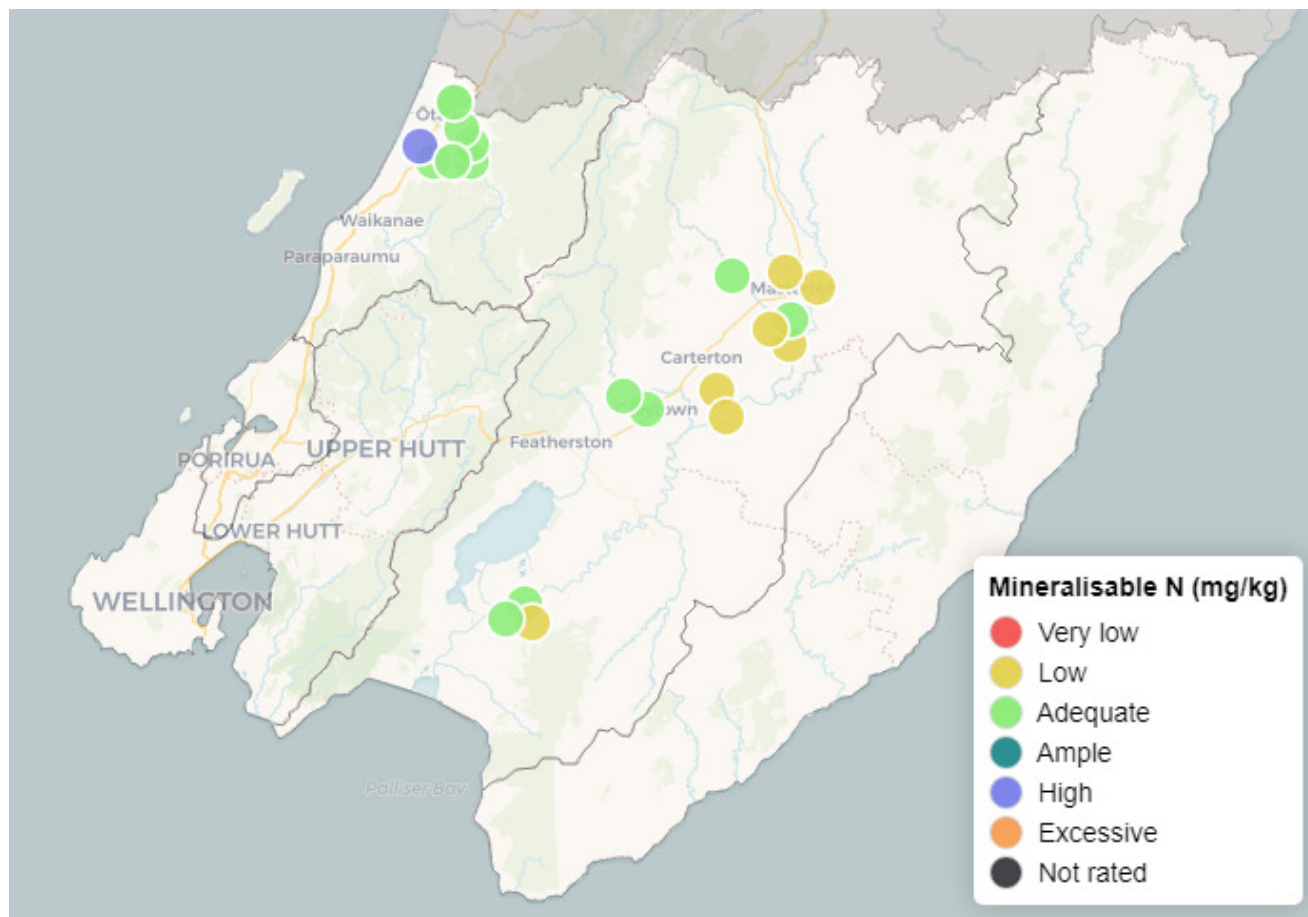 Waikanae
Paraparaumu
Carterton
UPPER HUTT
Featherston
PORIRUA
LOWER HUTT
WELLINGTON
Palliser Bay
Mineralisable N (mg/kg)
Very low
Low
Adequate
Ample
High
Excessive
Not rated